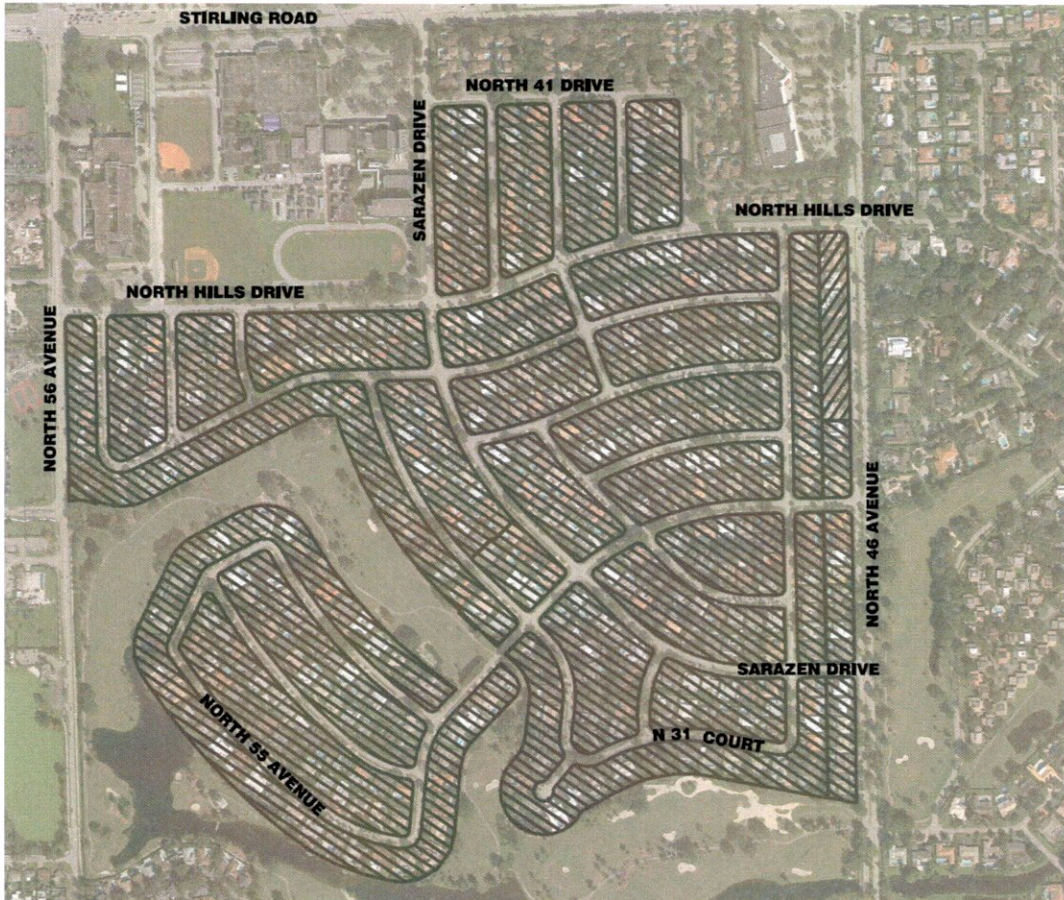 STIRLING ROAD
NORTH 41 DRIVE
SARAZEN DRIVE
NORTH HILLS DRIVE
NORTH HILLS DRIVE
NORTH 56 AVENUE
NORTH 46 AVENUE
SARAZEN DRIVE
NORTH 55 AVENUE
N 31 COURT